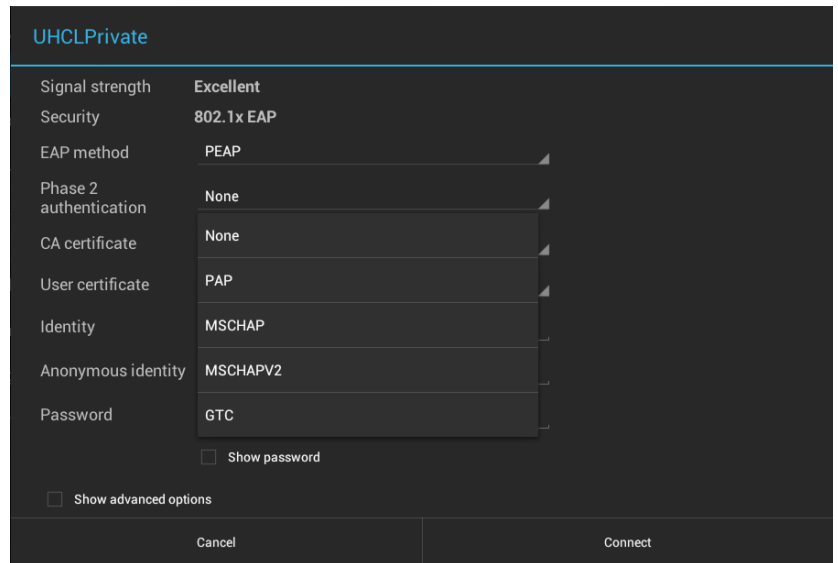 UHCLPrivate
Signal strength Excellent
Security 802.1x EAP
EAP method PEAP
Phase 2
authentication None
None
CA certificate
PAP
User certificate
MSCHAP
Identity
MSCHAPV2
Anonymous identity
GTC
Password
Show password
Show advanced options
Cancel Connect